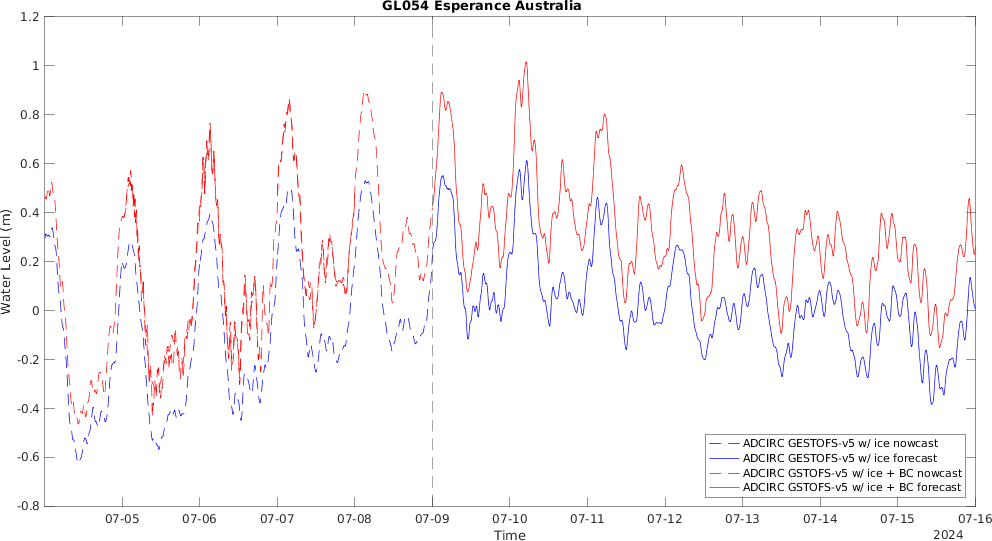 GL054 Esperance Australia
1.2
1
0.8
0.6
0.4
0.2
0
-0.2
-0.4
-0.6
-0.8
Water Level (m)
07-05 07-06 07-07 07-08 07-09 07-10 07-11 07-12 07-13 07-14 07-15 07-16
Time
2024
ADCIRC GESTOFS-v5 w/ ice nowcast
ADCIRC GESTOFS-v5 w/ ice forecast
ADCIRC GSTOFS-v5 w/ ice + BC nowcast
ADCIRC GSTOFS-v5 w/ ice + BC forecast